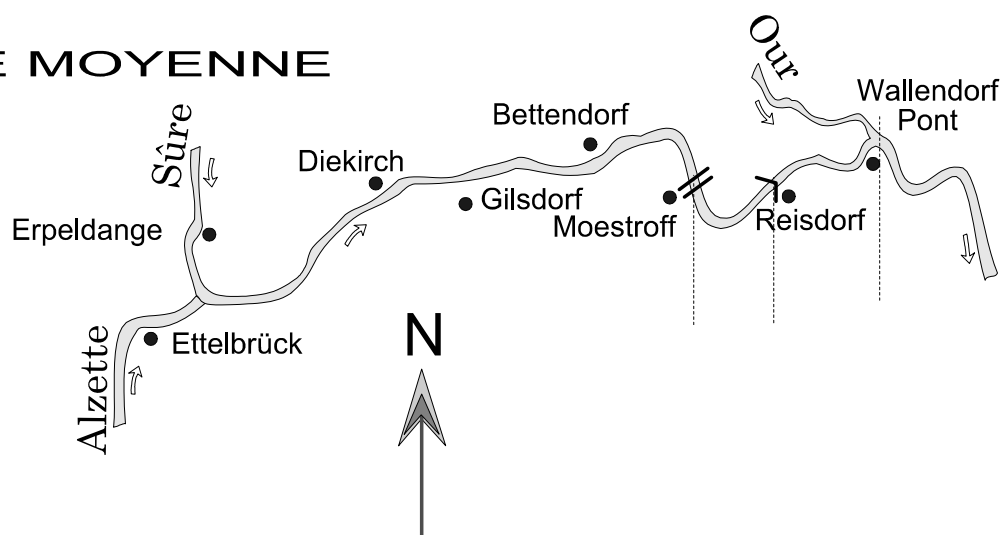 E MOYENNE
Our
Wallendorf
Pont
Bettendorf
Sûre
Diekirch
Gilsdorf
Moestroff
Reisdorf
Erpeldange
Ettelbrück
Alzette
N